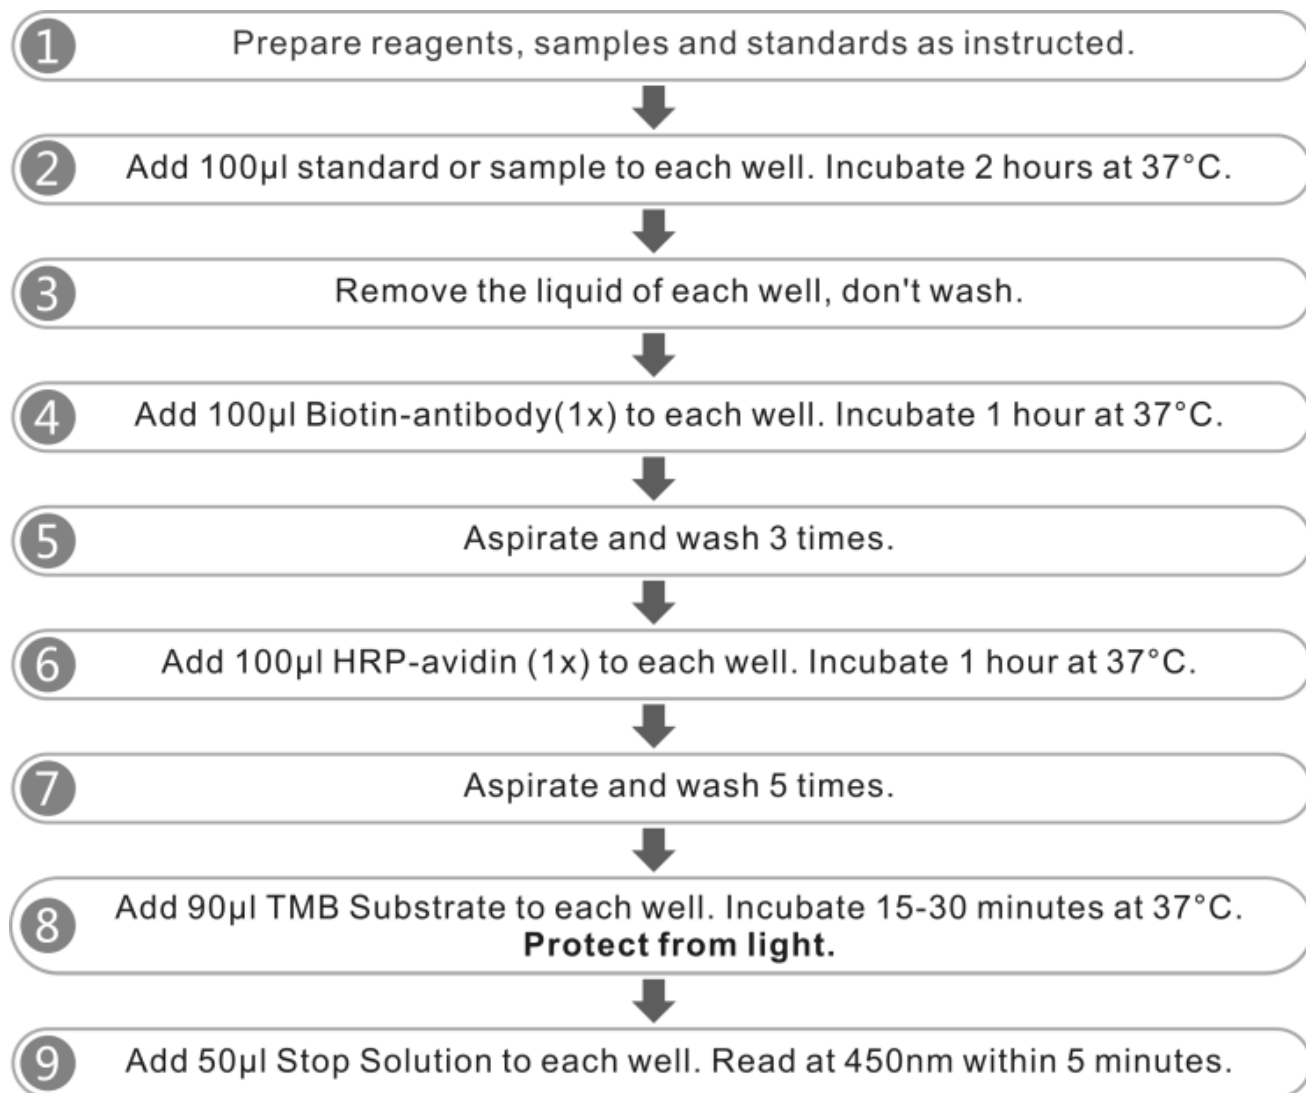 1 Prepare reagents, samples and standards as instructed.
2 Add 100µl standard or sample to each well. Incubate 2 hours at 37°C.
3 Remove the liquid of each well, don't wash.
4 Add 100µl Biotin-antibody(1x) to each well. Incubate 1 hour at 37°C.
5 Aspirate and wash 3 times.
6 Add 100µl HRP-avidin (1x) to each well. Incubate 1 hour at 37°C.
7 Aspirate and wash 5 times.
8 Add 90µl TMB Substrate to each well. Incubate 15-30 minutes at 37°C.
Protect from light.
9 Add 50µl Stop Solution to each well. Read at 450nm within 5 minutes.